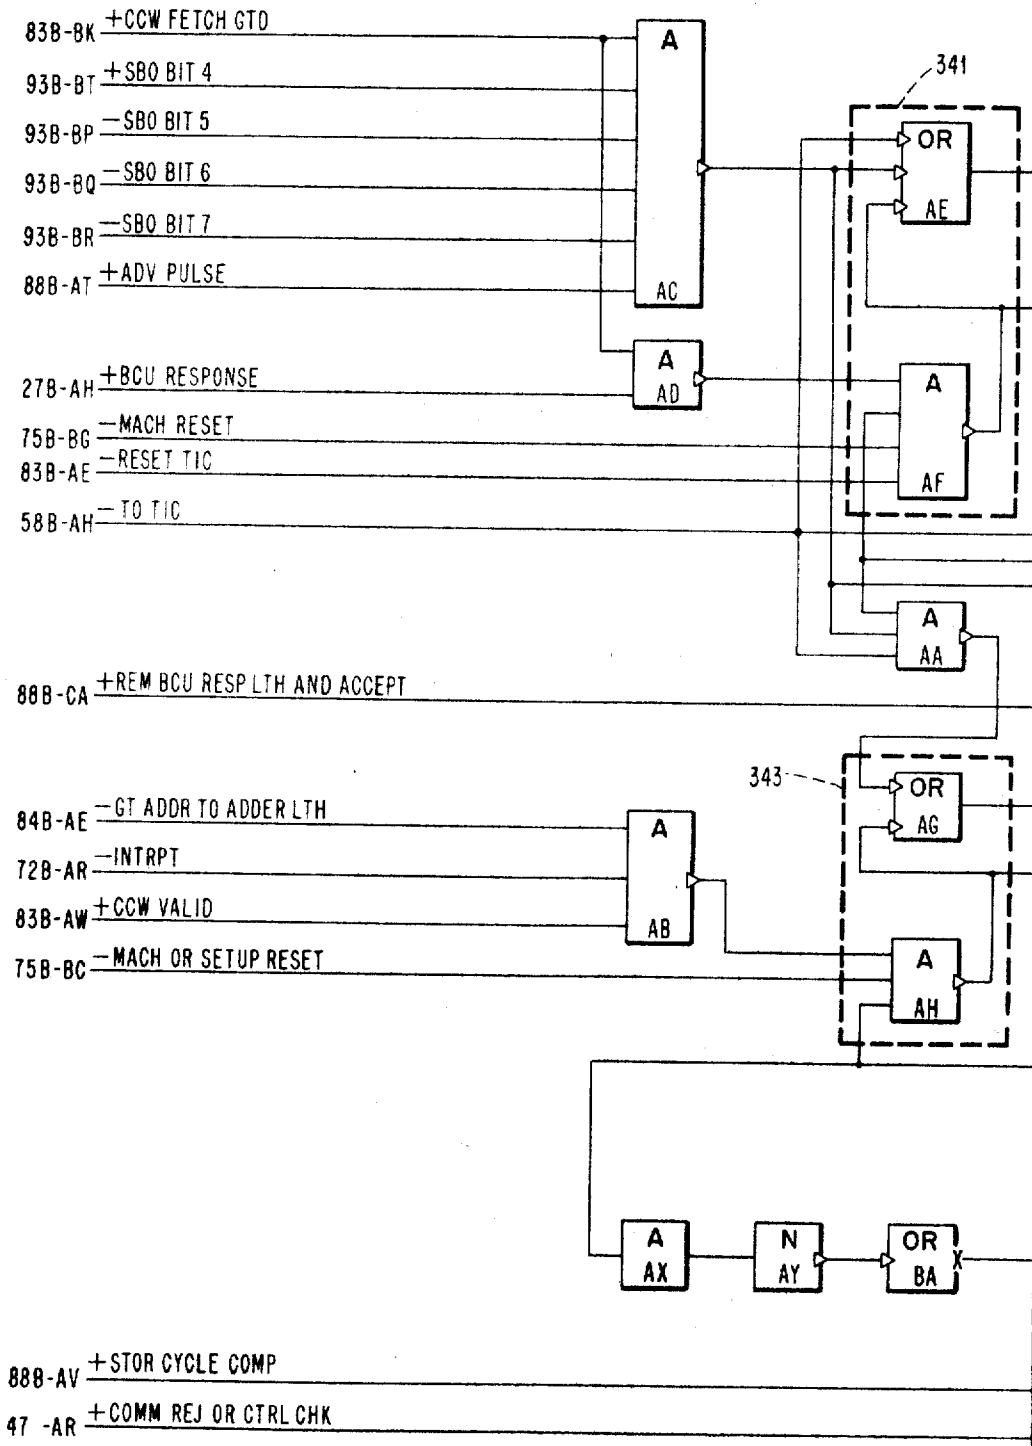 83B-BK +CCW FETCH GTD
A
341
93B-BT +SBO BIT 4
93B-BP -SBO BIT 5
OR
93B-BQ -SBO BIT 6
AE
93B-BR -SBO BIT 7
88B-AT +ADV PULSE
AC
A
AD
27B-AH +BCU RESPONSE
A
75B-BG -MACH RESET
83B-AE -RESET TIC
AF
58B-AH -TO TIC
A
AA
88B-CA +REM BCU RESP LTH AND ACCEPT
343
OR
AG
84B-AE -GT ADDR TO ADDER LTH
A
72B-AR -INTRPT
83B-AW +CCW VALID
AB
75B-BC -MACH OR SETUP RESET
A
AH
A
AX
N
AY
OR
BA
X
88B-AV +STOR CYCLE COMP
47 -AR +COMM REJ OR CTRL CHK